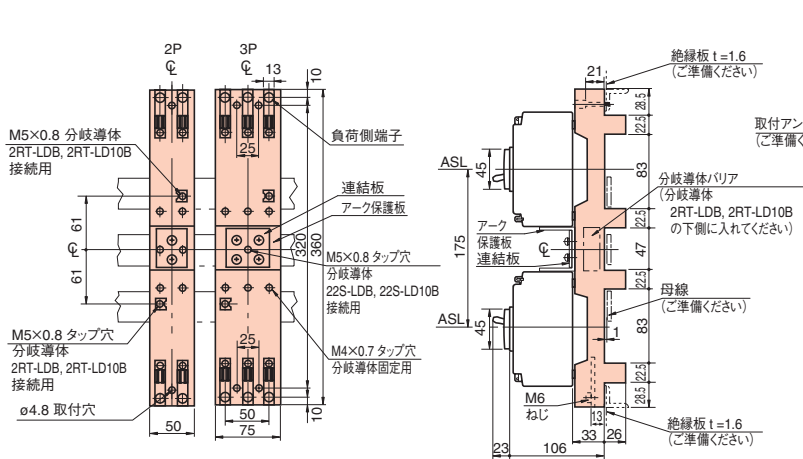 2P
℄
3P
℄
13
10
M5×0.8 分岐導体
2RT-LDB, 2RT-LD10B
接続用
25
負荷側端子
連結板
アーク保護板
61
℄
61
320
360
M5×0.8 タップ穴
分岐導体
22S-LDB, 22S-LD10B
接続用
M5×0.8 タップ穴
分岐導体
2RT-LDB, 2RT-LD10B
接続用
25
M4×0.7 タップ穴
分岐導体固定用
ø4.8 取付穴
50
50
75
10
21
絶縁板 t =1.6
(ご準備ください)
28.5
22.5
取付アン
(ご準備く
ASL
45
83
分岐導体バリア
(分岐導体
2RT-LDB, 2RT-LD10B
の下側に入れてください)
22.5
175
アーク
保護板
連結板
℄
47
22.5
母線
(ご準備ください)
ASL
45
1
83
22.5
M6
ねじ
13
28.5
絶縁板 t =1.6
(ご準備ください)
33
26
23
106